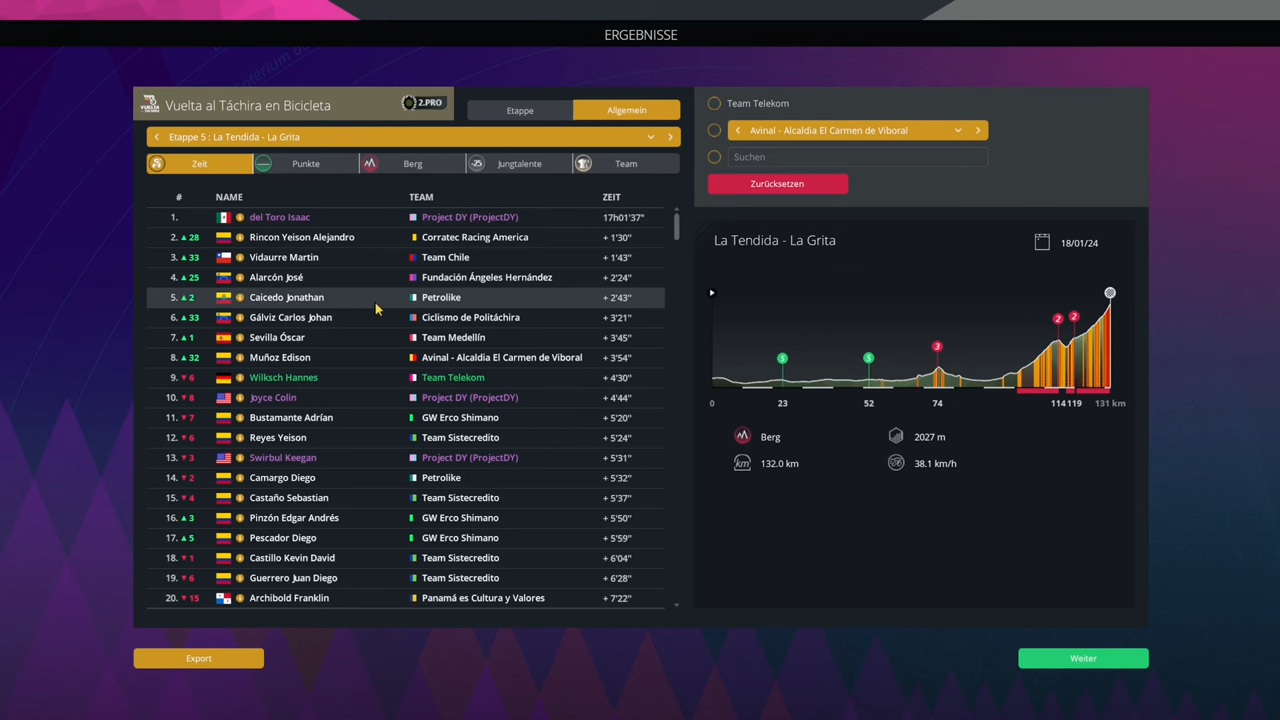 ERGEBNISSE
VUELTA TÁCHIRA
Vuelta al Táchira en Bicicleta
2.PRO
Etappe
Allgemein
Etappe 5 : La Tendida - La Grita
Zeit
Punkte
Berg
Jungtalente
Team
# NAME TEAM ZEIT
1. del Toro Isaac Project DY (ProjectDY) 17h01'37"
2. ▲ 28 Rincon Yeison Alejandro Corratec Racing America + 1'30"
3. ▲ 33 Vidaurre Martin Team Chile + 1'43"
4. ▲ 25 Alarcón José Fundación Ángeles Hernández + 2'24"
5. ▲ 2 Caicedo Jonathan Petrolike + 2'43"
6. ▲ 33 Gálviz Carlos Johan Ciclismo de Politáchira + 3'21"
7. ▲ 1 Sevilla Óscar Team Medellín + 3'45"
8. ▲ 32 Muñoz Edison Avinal - Alcaldia El Carmen de Viboral + 3'54"
9. ▼ 6 Wilksch Hannes Team Telekom + 4'30"
10. ▼ 8 Joyce Colin Project DY (ProjectDY) + 4'44"
11. ▼ 7 Bustamante Adrián GW Erco Shimano + 5'20"
12. ▼ 6 Reyes Yeison Team Sistecredito + 5'24"
13. ▼ 3 Swirbul Keegan Project DY (ProjectDY) + 5'31"
14. ▼ 2 Camargo Diego Petrolike + 5'32"
15. ▼ 4 Castaño Sebastian Team Sistecredito + 5'37"
16. ▲ 3 Pinzón Edgar Andrés GW Erco Shimano + 5'50"
17. ▲ 5 Pescador Diego GW Erco Shimano + 5'59"
18. ▼ 1 Castillo Kevin David Team Sistecredito + 6'04"
19. ▼ 6 Guerrero Juan Diego Team Sistecredito + 6'28"
20. ▼ 15 Archibold Franklin Panamá es Cultura y Valores + 7'22"
Export
Team Telekom
Avinal - Alcaldia El Carmen de Viboral
Suchen
Zurücksetzen
La Tendida - La Grita
18/01/24
S S 3 2 2
0 23 52 74 114 119 131 km
Berg
2027 m
km 132.0 km
38.1 km/h
Weiter